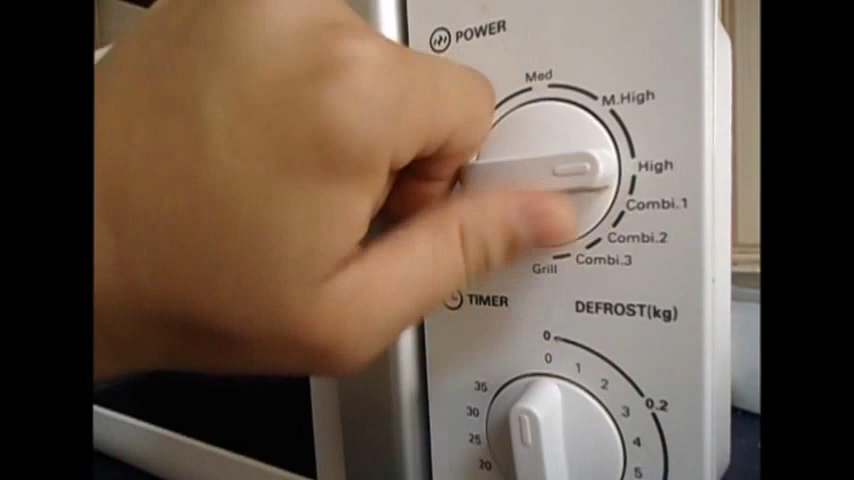 POWER
Med
M.High
High
Combi.1
Combi.2
Combi.3
Grill
TIMER
DEFROST(kg)
0
0
1
2
0.2
3
4
5
35
30
25
20